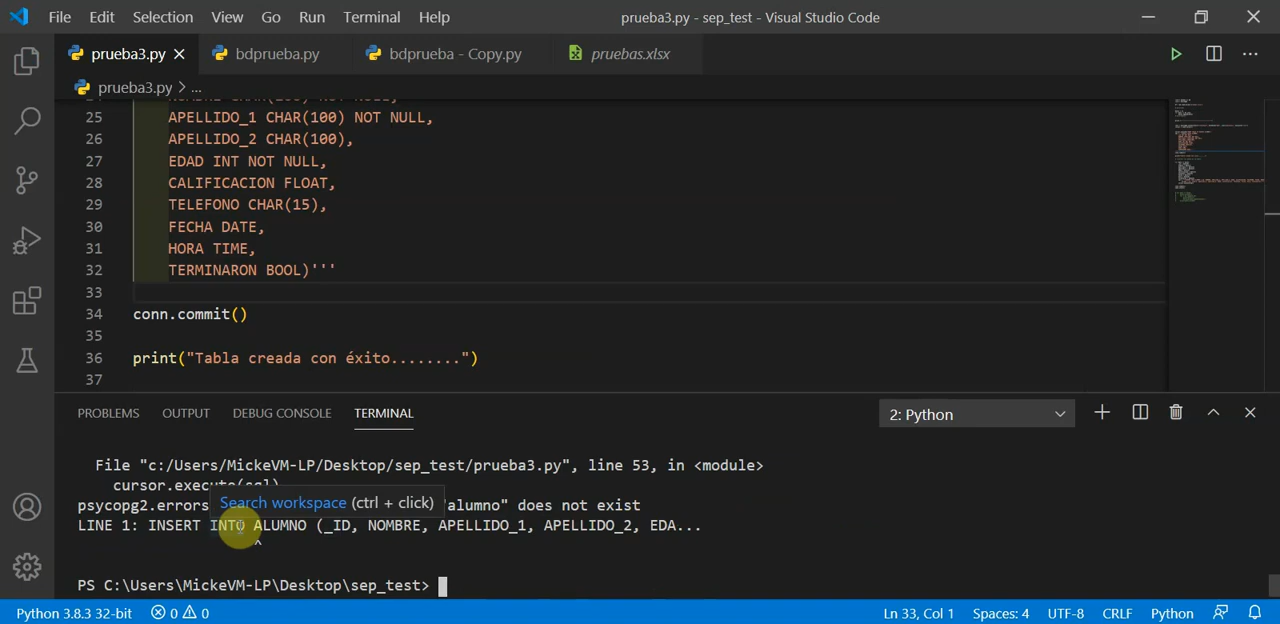 File Edit Selection View Go Run Terminal Help prueba3.py - sep_test - Visual Studio Code
prueba3.py bdprueba.py bdprueba - Copy.py pruebas.xlsx
prueba3.py > ...
25 APELLIDO_1 CHAR(100) NOT NULL,
26 APELLIDO_2 CHAR(100),
27 EDAD INT NOT NULL,
28 CALIFICACION FLOAT,
29 TELEFONO CHAR(15),
30 FECHA DATE,
31 HORA TIME,
32 TERMINARON BOOL)'''
33
34 conn.commit()
35
36 print("Tabla creada con éxito........")
37
PROBLEMS OUTPUT DEBUG CONSOLE TERMINAL 2: Python
File "c:/Users/MickeVM-LP/Desktop/sep_test/prueba3.py", line 53, in <module>
cursor.execute(sql)
Search workspace (ctrl + click)
psycopg2.errors "alumno" does not exist
LINE 1: INSERT INTO ALUMNO (_ID, NOMBRE, APELLIDO_1, APELLIDO_2, EDA...
^
PS C:\Users\MickeVM-LP\Desktop\sep_test>
Python 3.8.3 32-bit 0 0 Ln 33, Col 1 Spaces: 4 UTF-8 CRLF Python